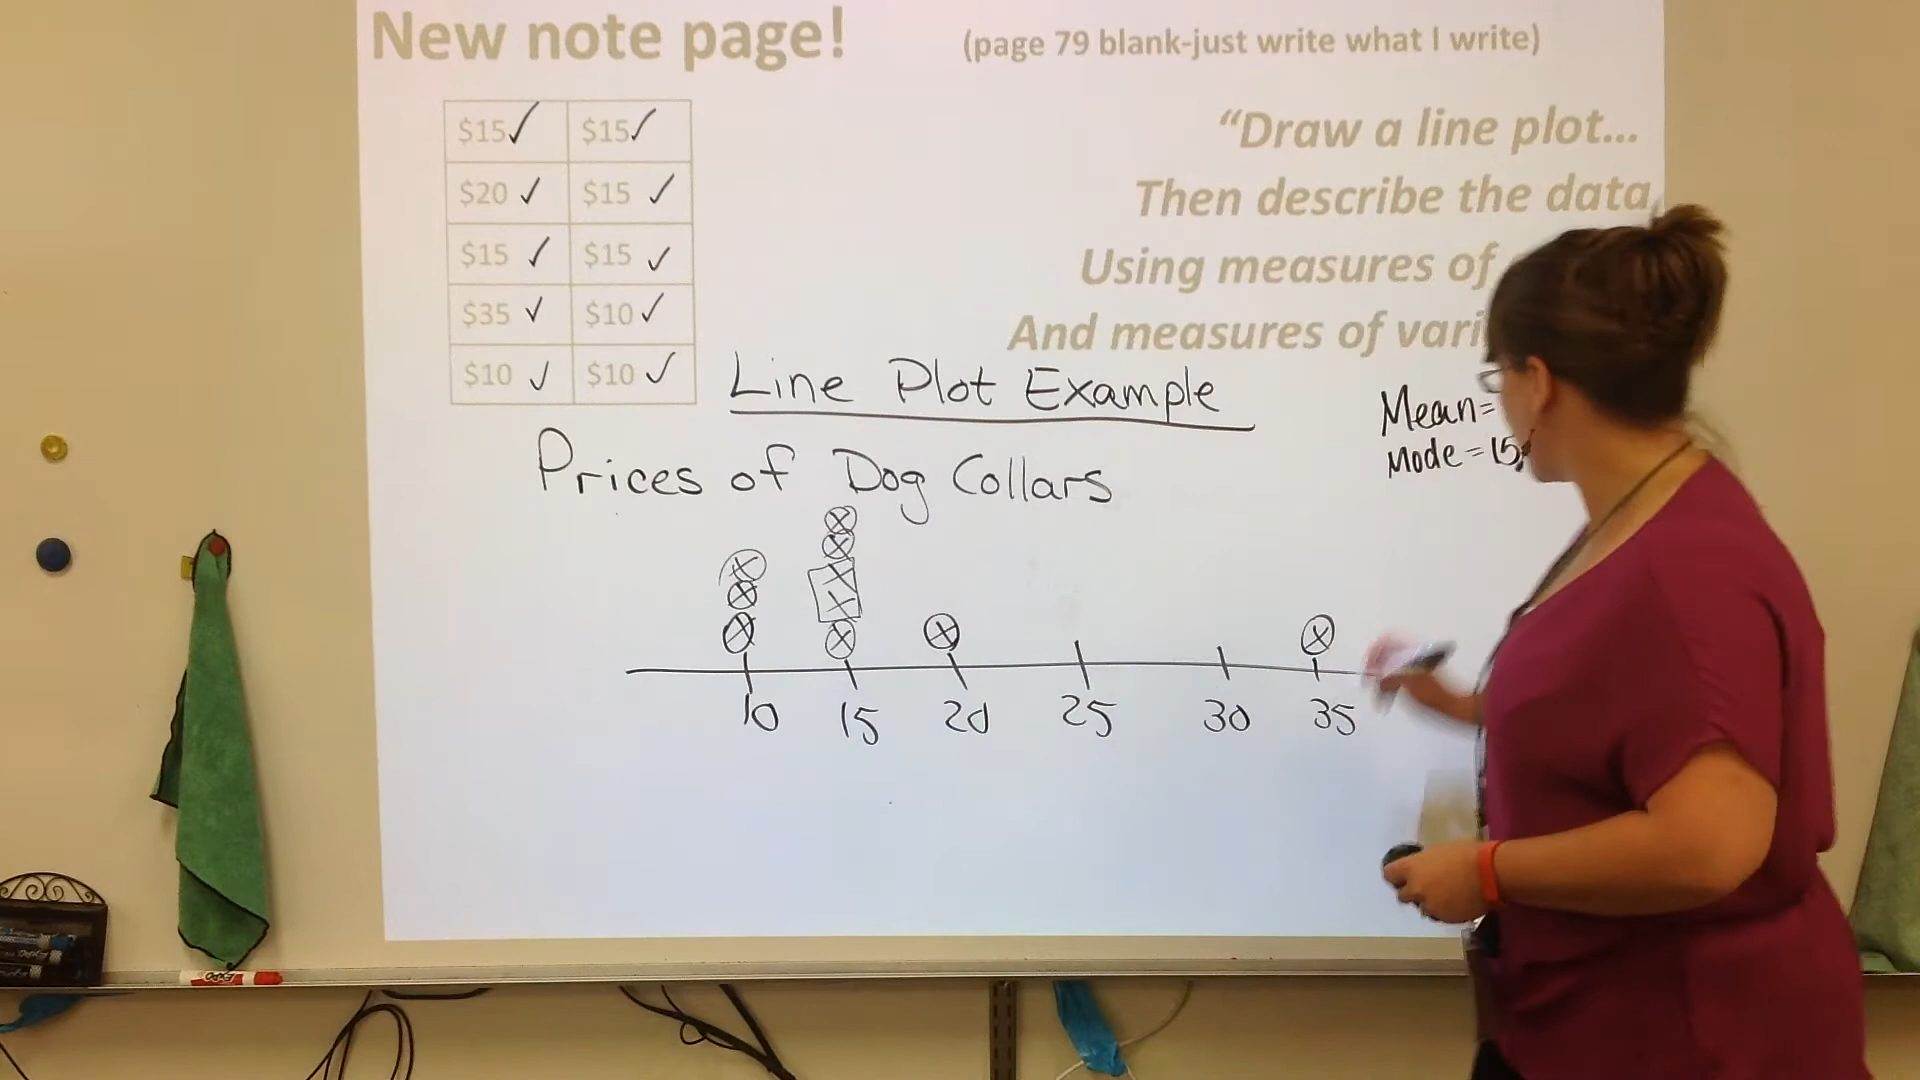 New note page!
(page 79 blank-just write what I write)
$15✓ $15✓
$20 ✓ $15 ✓
$15 ✓ $15 ✓
$35 ✓ $10 ✓
$10 ✓ $10 ✓
“Draw a line plot...
Then describe the data
Using measures of
And measures of
Line Plot Example
Prices of Dog Collars
Mean=
Mode = 15
10 15 20 25 30 35
EXPO